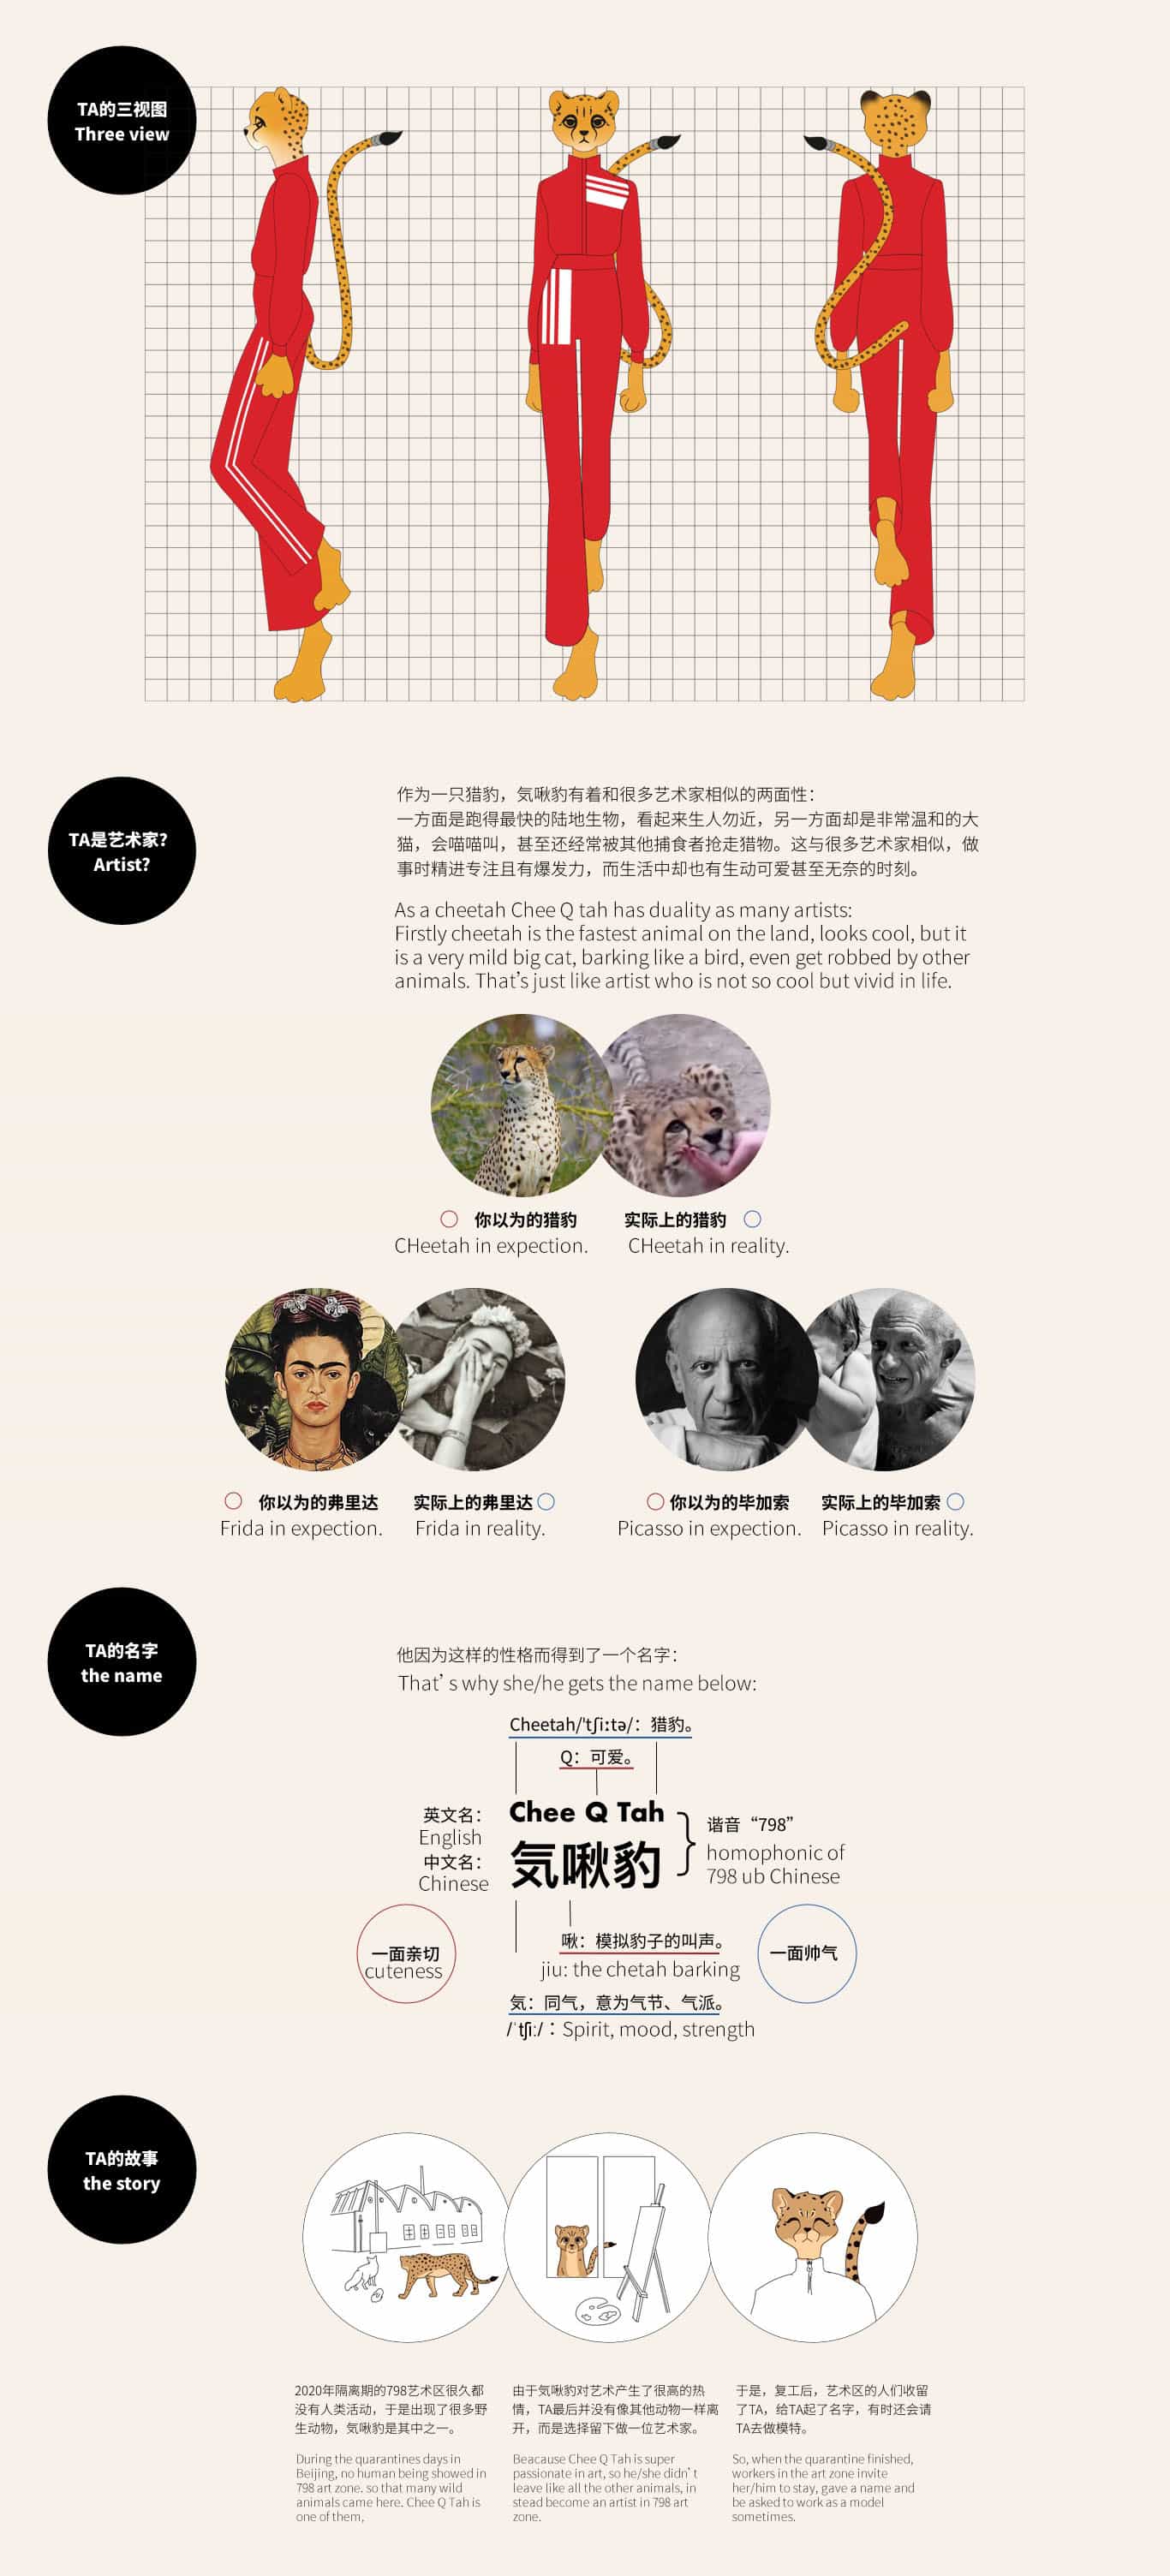 TA的三视图
Three view
TA是艺术家?
Artist?
作为一只猎豹，気啾豹有着和很多艺术家相似的两面性：
一方面是跑得最快的陆地生物，看起来生人勿近，另一方面却是非常温和的大
猫，会喵喵叫，甚至还经常被其他捕食者抢走猎物。这与很多艺术家相似，做
事时精进专注且有爆发力，而生活中却也有生动可爱甚至无奈的时刻。
As a cheetah Chee Q tah has duality as many artists:
Firstly cheetah is the fastest animal on the land, looks cool, but it
is a very mild big cat, barking like a bird, even get robbed by other
animals. That's just like artist who is not so cool but vivid in life.
你以为的猎豹 实际上的猎豹
CHeetah in expection. CHeetah in reality.
你以为的弗里达 实际上的弗里达 你以为的毕加索 实际上的毕加索
Frida in expection. Frida in reality. Picasso in expection. Picasso in reality.
TA的名字
the name
他因为这样的性格而得到了一个名字：
That's why she/he gets the name below:
Cheetah/'tʃiːtə/：猎豹。
Q：可爱。
英文名：
English
Chee Q Tah
中文名：
Chinese
気啾豹
谐音“798”
homophonic of
798 ub Chinese
一面亲切
cuteness
啾：模拟豹子的叫声。
jiu: the chetah barking
一面帅气
気：同气，意为气节、气派。
/ˈtʃiː/：Spirit, mood, strength
TA的故事
the story
2020年隔离期的798艺术区很久都
没有人类活动，于是出现了很多野
生动物，気啾豹是其中之一。
During the quarantines days in
Beijing, no human being showed in
798 art zone. so that many wild
animals came here. Chee Q Tah is
one of them,
由于気啾豹对艺术产生了很高的热
情，TA最后并没有像其他动物一样离
开，而是选择留下做一位艺术家。
Beacause Chee Q Tah is super
passionate in art, so he/she didn't
leave like all the other animals, in
stead become an artist in 798 art
zone.
于是，复工后，艺术区的人们收留
了TA，给TA起了名字，有时还会请
TA去做模特。
So, when the quarantine finished,
workers in the art zone invite
her/him to stay, gave a name and
be asked to work as a model
sometimes.